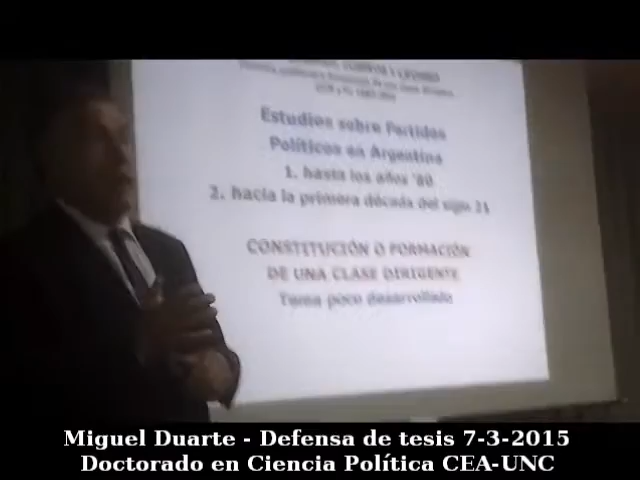 Estudios sobre Partidos
Políticos en Argentina
1. hasta los años '80
2. hacia la primera década del siglo 21
CONSTITUCIÓN O FORMACIÓN
DE UNA CLASE DIRIGENTE
Tema poco desarrollado
Miguel Duarte - Defensa de tesis 7-3-2015
Doctorado en Ciencia Política CEA-UNC